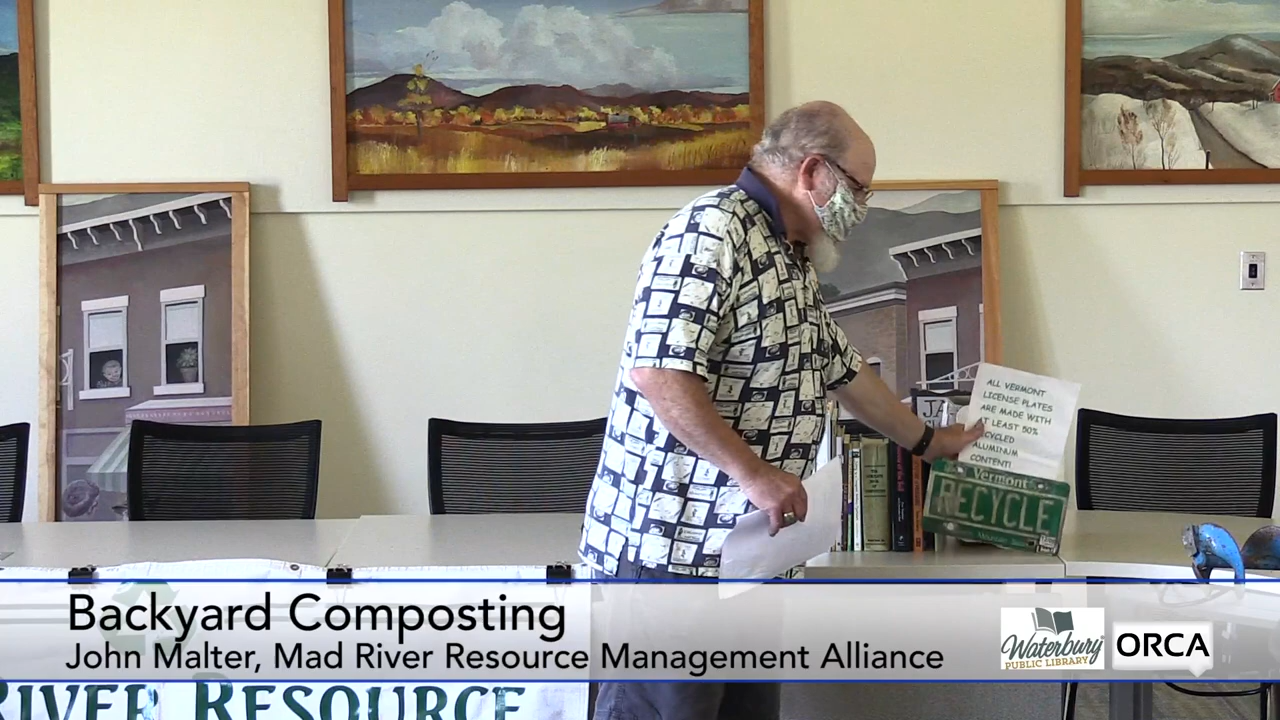 ALL VERMONT
LICENSE PLATES
ARE MADE WITH
AT LEAST 50%
RECYCLED
ALUMINUM
CONTENT!
Vermont
RECYCLE
Backyard Composting
John Malter, Mad River Resource Management Alliance
Waterbury
PUBLIC LIBRARY
ORCA
RIVER RESOURCE